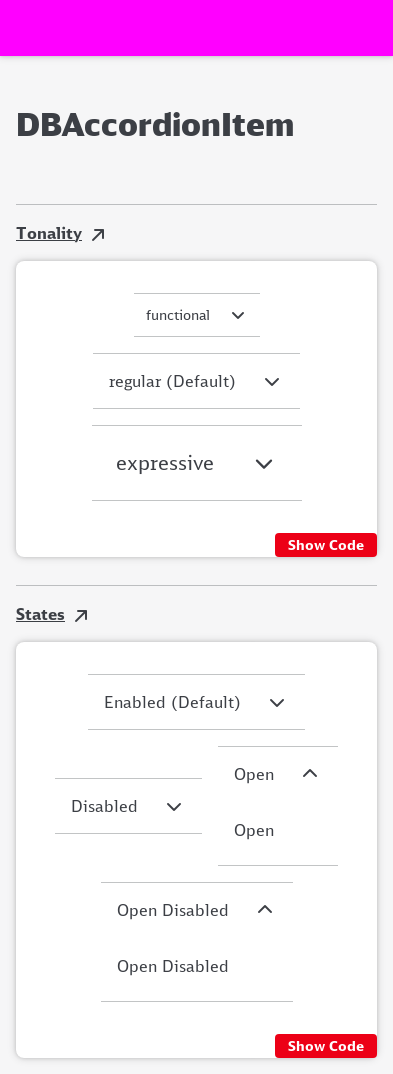 DBAccordionItem
Tonality
functional
regular (Default)
expressive
Show Code
States
Enabled (Default)
Disabled
Open
Open
Open Disabled
Open Disabled
Show Code